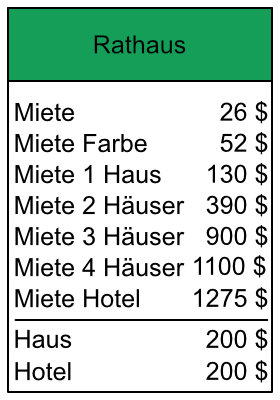 Rathaus
Miete 26 $
Miete Farbe 52 $
Miete 1 Haus 130 $
Miete 2 Häuser 390 $
Miete 3 Häuser 900 $
Miete 4 Häuser 1100 $
Miete Hotel 1275 $
Haus 200 $
Hotel 200 $